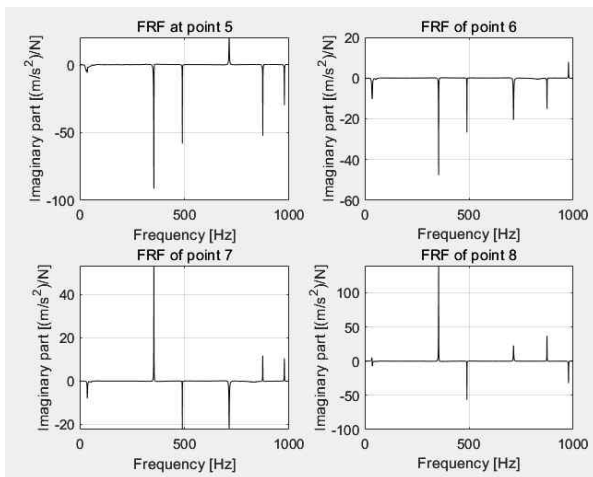 FRF at point 5
Imaginary part [(m/s²)/N]
0
-50
-100
0
500
1000
Frequency [Hz]
FRF of point 6
Imaginary part [(m/s²)/N]
20
0
-20
-40
-60
0
500
1000
Frequency [Hz]
FRF of point 7
Imaginary part [(m/s²)/N]
40
20
0
-20
0
500
1000
Frequency [Hz]
FRF of point 8
Imaginary part [(m/s²)/N]
100
50
0
-50
-100
0
500
1000
Frequency [Hz]